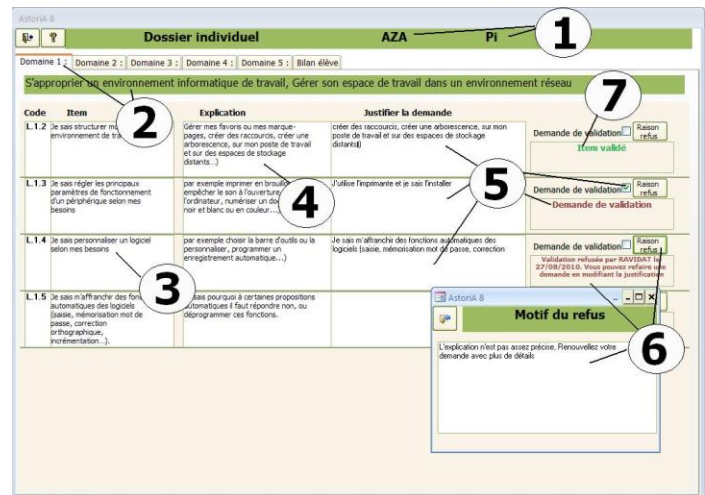 AstoriA 8
Dossier individuel AZA Pi
1
Domaine 1 : Domaine 2 : Domaine 3 : Domaine 4 : Domaine 5 : Bilan élève
S'approprier un environnement informatique de travail, Gérer son espace de travail dans un environnement réseau
2
7
Code Item Explication Justifier la demande
L.1.2 Je sais structurer
environnement de
Gérer mes favoris ou mes marque-
pages, créer des raccourcis, créer une
arborescence, sur mon poste de travail
et sur des espaces de stockage
distants...)
créer des raccourcis, créer une arborescence, sur mon
poste de travail et sur des espaces de stockage
distants)
Demande de validation Raison refus
Item validé
L.1.3 Je sais régler les principaux
paramètres de fonctionnement
d'un périphérique selon mes
besoins
par exemple imprimer en
empêcher le son à l'ouverture
l'ordinateur, numériser un
noir et blanc ou en couleur...)
4
J'utilise l'imprimante et je sais l'installer
5
Demande de validation Raison refus
Demande de validation
L.1.4 Je sais personnaliser un logiciel
selon mes besoins
3
par exemple choisir la barre d'outils ou la
personnaliser, programmer un
enregistrement automatique...)
Je sais m'affranchir des fonctions automatiques des
logiciels (saisie, mémorisation mot de passe, correction
Demande de validation Raison refus
Validation refusée par RAVIDAT le
27/08/2010. Vous pouvez refaire une
demande en modifiant la justification
L.1.5 Je sais m'affranchir des
automatiques des logiciels
(saisie, mémorisation mot de
passe, correction
orthographique,
incrémentation...).
sais pourquoi à certaines propositions
automatiques il faut répondre non, ou
déprogrammer ces fonctions.
AstoriA 8
Motif du refus
L'explication n'est pas assez précise. Renouvellez votre
demande avec plus de détails
6